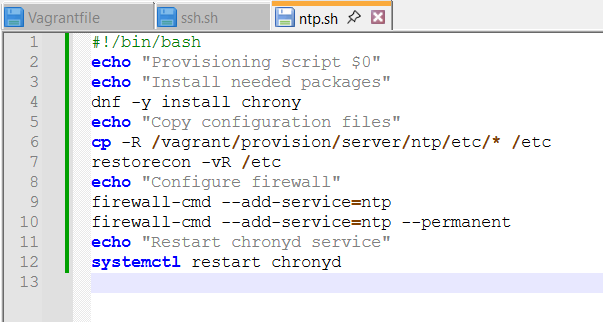 Vagrantfile ssh.sh ntp.sh
1 #!/bin/bash
2 echo "Provisioning script $0"
3 echo "Install needed packages"
4 dnf -y install chrony
5 echo "Copy configuration files"
6 cp -R /vagrant/provision/server/ntp/etc/* /etc
7 restorecon -vR /etc
8 echo "Configure firewall"
9 firewall-cmd --add-service=ntp
10 firewall-cmd --add-service=ntp --permanent
11 echo "Restart chronyd service"
12 systemctl restart chronyd
13